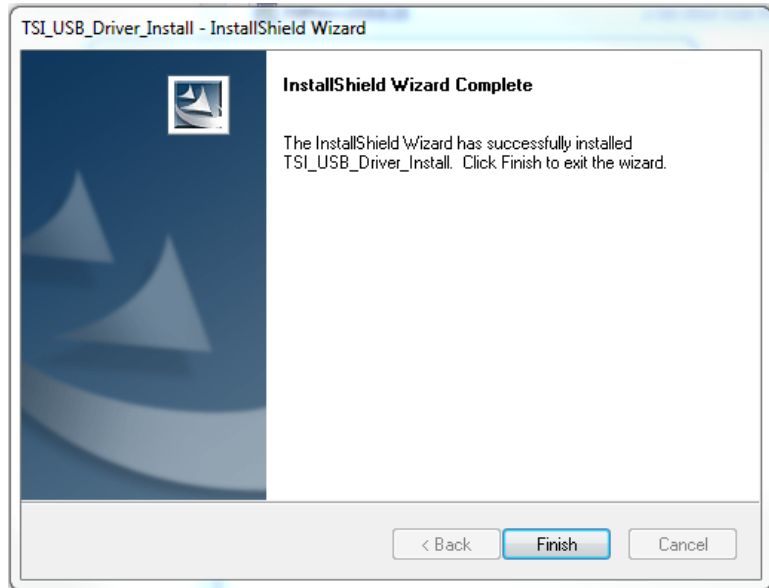 TSI_USB_Driver_Install - InstallShield Wizard
InstallShield Wizard Complete
The InstallShield Wizard has successfully installed
TSI_USB_Driver_Install. Click Finish to exit the wizard.
< Back
Finish
Cancel